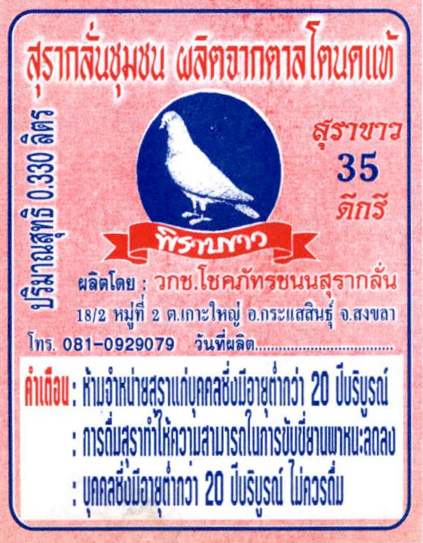 สุรากลั่นชุมชน ผลิตจากตาลโตนดแท้
ปริมาณสุทธิ 0.330 ลิตร
สุราขาว
35
ดีกรี
พิราบขาว
ผลิตโดย : วกช.โชคภัทรชนนสุรากลั่น
18/2 หมู่ที่ 2 ต.เกาะใหญ่ อ.กระแสสินธุ์ จ.สงขลา
โทร. 081-0929079 วันที่ผลิต..................................
คำเตือน : ห้ามจำหน่ายสุราแก่บุคคลซึ่งมีอายุต่ำกว่า 20 ปีบริบูรณ์
: การดื่มสุราทำให้ความสามารถในการขับขี่ยานพาหนะลดลง
: บุคคลซึ่งมีอายุต่ำกว่า 20 ปีบริบูรณ์ ไม่ควรดื่ม